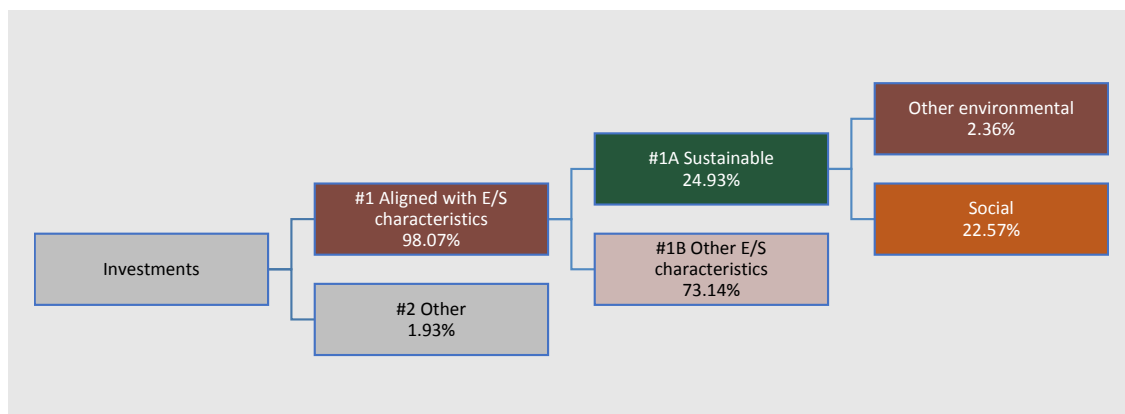 Investments
#1 Aligned with E/S
characteristics
98.07%
#2 Other
1.93%
#1A Sustainable
24.93%
#1B Other E/S
characteristics
73.14%
Other environmental
2.36%
Social
22.57%